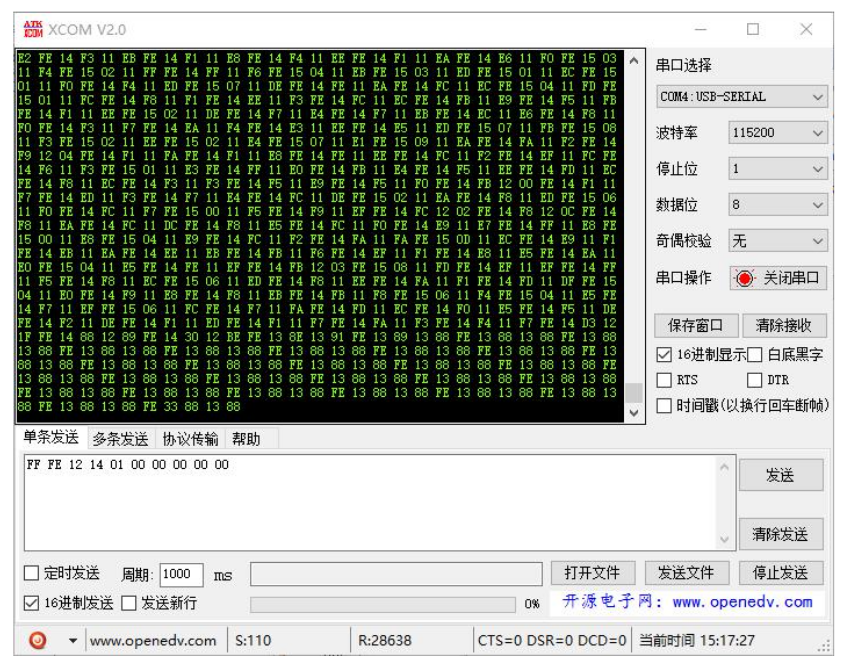 ATK XCOM XCOM V2.0
E2 FE 14 F3 11 EB FE 14 F1 11 E8 FE 14 F4 11 EE FE 14 F1 11 EA FE 14 E6 11 F0 FE 15 03
11 F4 FE 15 02 11 FF FE 14 FF 11 F6 FE 15 04 11 EB FE 15 03 11 ED FE 15 01 11 EC FE 15
01 11 F0 FE 14 F4 11 ED FE 15 07 11 DE FE 14 FE 11 EA FE 14 FC 11 EC FE 15 04 11 FD FE
15 01 11 FC FE 14 F8 11 F1 FE 14 EE 11 F3 FE 14 FC 11 EC FE 14 FB 11 E9 FE 14 F5 11 FB
FE 14 F1 11 EE FE 15 02 11 DE FE 14 F7 11 E4 FE 14 F7 11 EB FE 14 EC 11 E6 FE 14 F8 11
F0 FE 14 F3 11 F7 FE 14 EA 11 F4 FE 14 E3 11 EE FE 14 E5 11 ED FE 15 07 11 FB FE 15 08
11 F3 FE 15 02 11 EE FE 15 02 11 E4 FE 15 07 11 E1 FE 15 09 11 EA FE 14 FA 11 F2 FE 14
F9 12 04 FE 14 F1 11 FA FE 14 F1 11 E8 FE 14 FE 11 EE FE 14 FC 11 F2 FE 14 EF 11 FC FE
14 F6 11 F3 FE 15 01 11 E3 FE 14 FF 11 E0 FE 14 FB 11 E4 FE 14 F5 11 EE FE 14 FD 11 EC
FE 14 F8 11 EC FE 14 F3 11 F3 FE 14 F5 11 E9 FE 14 F5 11 F0 FE 14 FB 12 00 FE 14 F1 11
F7 FE 14 ED 11 F3 FE 14 F7 11 E4 FE 14 FC 11 DE FE 15 02 11 EA FE 14 F8 11 ED FE 15 06
11 F0 FE 14 FC 11 F7 FE 15 00 11 F5 FE 14 F9 11 EF FE 14 FC 12 02 FE 14 F8 12 0C FE 14
F8 11 EA FE 14 FC 11 DC FE 14 F8 11 EC FE 14 FC 11 F0 FE 14 E9 11 E7 FE 14 FF 11 E8 FE
15 00 11 E8 FE 15 04 11 E9 FE 14 FC 11 F2 FE 14 FA 11 FA FE 15 0D 11 EC FE 14 E9 11 F1
FE 14 EB 11 EA FE 14 EE 11 EB FE 14 FB 11 F6 FE 14 EF 11 F1 FE 14 E8 11 E5 FE 14 EA 11
E0 FE 15 04 11 E5 FE 14 FE 11 EF FE 14 FB 12 03 FE 15 08 11 FD FE 14 EF 11 EF FE 14 FF
11 F5 FE 14 F8 11 EC FE 15 06 11 ED FE 14 F8 11 EE FE 14 FA 11 F1 FE 14 FD 11 DF FE 15
04 11 E0 FE 14 F9 11 E8 FE 14 F8 11 EB FE 14 FB 11 F8 FE 15 06 11 F4 FE 15 04 11 E5 FE
14 F7 11 EF FE 15 06 11 FC FE 14 F7 11 FA FE 14 FD 11 EC FE 14 F0 11 E5 FE 14 F5 11 DE
FE 14 F2 11 DE FE 14 F1 11 ED FE 14 F1 11 F7 FE 14 FA 11 F3 FE 14 F4 11 F7 FE 14 D3 12
1F FE 14 88 12 89 FE 14 30 12 BE FE 13 8E 13 91 FE 13 89 13 88 FE 13 88 13 88 FE 13 88
13 88 FE 13 88 13 88 FE 13 88 13 88 FE 13 88 13 88 FE 13 88 13 88 FE 13 88 13 88 FE 13
88 13 88 FE 13 88 13 88 FE 13 88 13 88 FE 13 88 13 88 FE 13 88 13 88 FE 13 88 13 88 FE
13 88 13 88 FE 13 88 13 88 FE 13 88 13 88 FE 13 88 13 88 FE 13 88 13 88 FE 13 88 13 88
FE 13 88 13 88 FE 13 88 13 88 FE 13 88 13 88 FE 13 88 13 88 FE 13 88 13 88 FE 13 88 13
88 FE 13 88 13 88 FE 33 88 13 88
串口选择
COM4:USB-SERIAL
波特率 115200
停止位 1
数据位 8
奇偶校验 无
串口操作 关闭串口
保存窗口 清除接收
16进制显示 白底黑字
RTS DTR
时间戳(以换行回车断帧)
单条发送 多条发送 协议传输 帮助
FF FE 12 14 01 00 00 00 00 00
发送
清除发送
定时发送 周期: 1000 ms 打开文件 发送文件 停止发送
16进制发送 发送新行 0% 开源电子网：www.openedv.com
www.openedv.com S:110 R:28638 CTS=0 DSR=0 DCD=0 当前时间 15:17:27